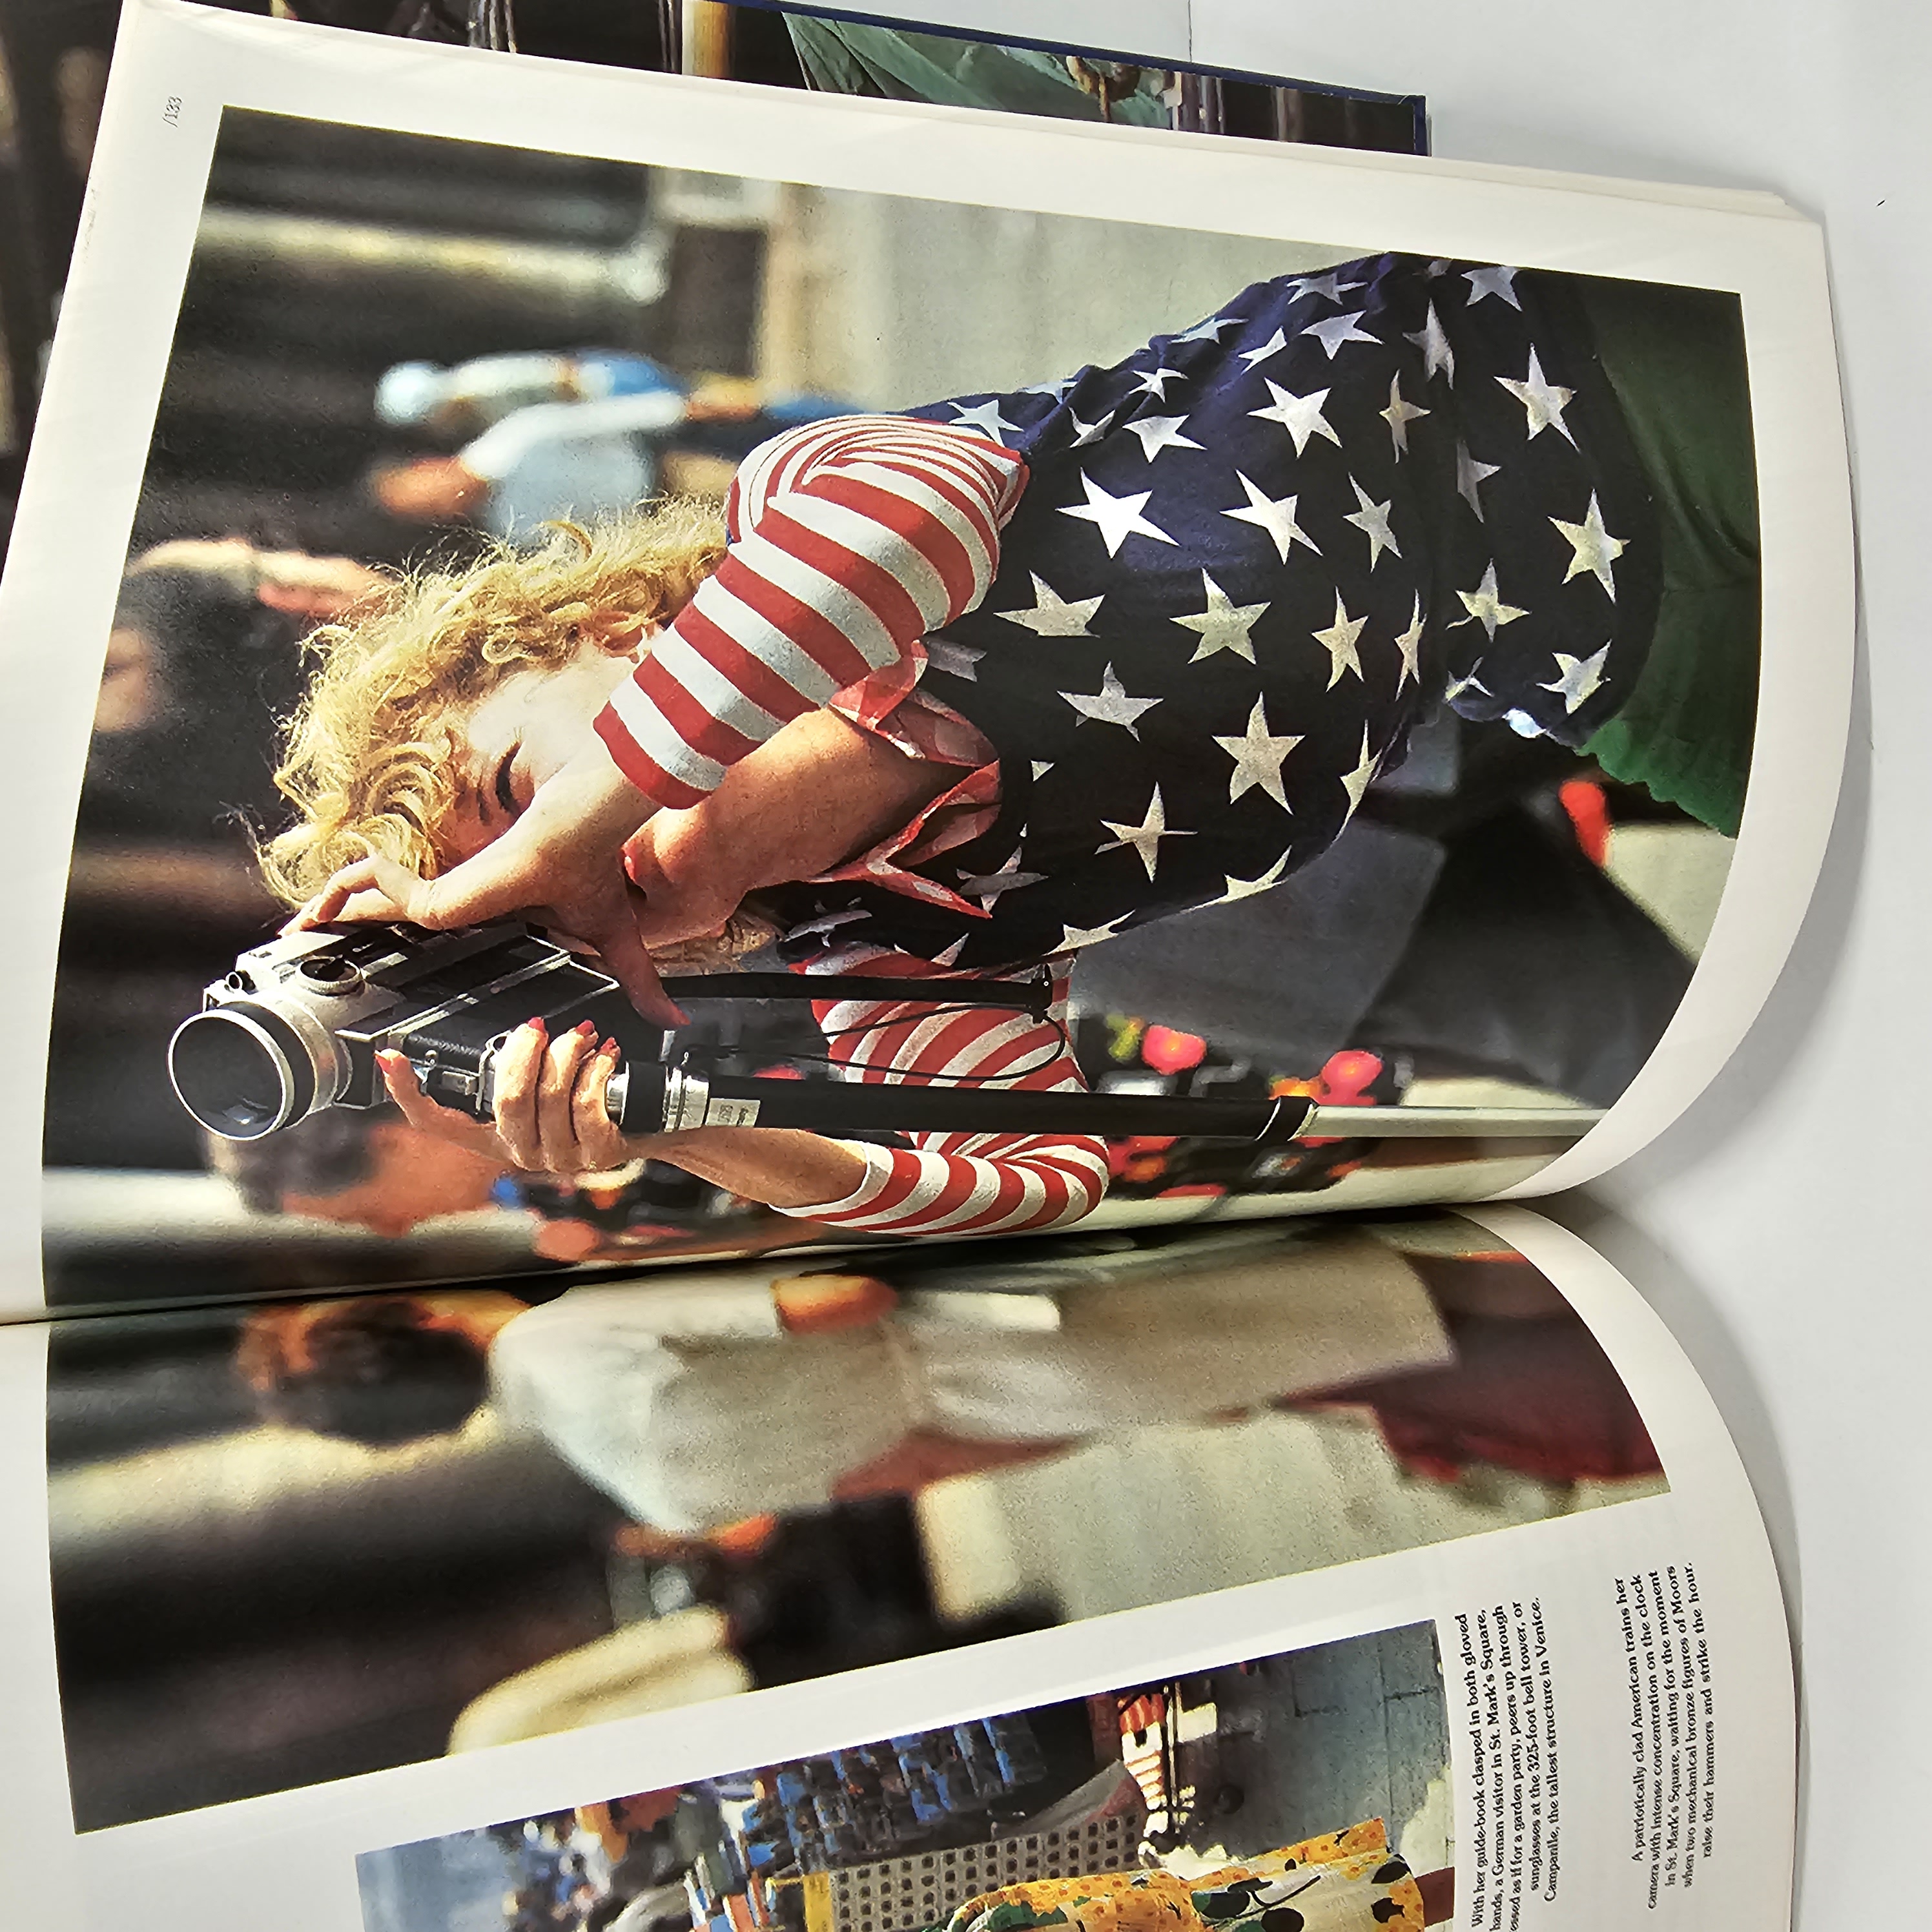 /133
With her guide-book clasped in both gloved
hands, a German visitor in St. Mark's Square,
essed as if for a garden party, peers up through
sunglasses at the 325-foot bell tower, or
Campanile, the tallest structure in Venice.
A patriotically clad American trains her
camera with intense concentration on the clock
in St. Mark's Square, waiting for the moment
when two mechanical bronze figures of Moors
raise their hammers and strike the hour.